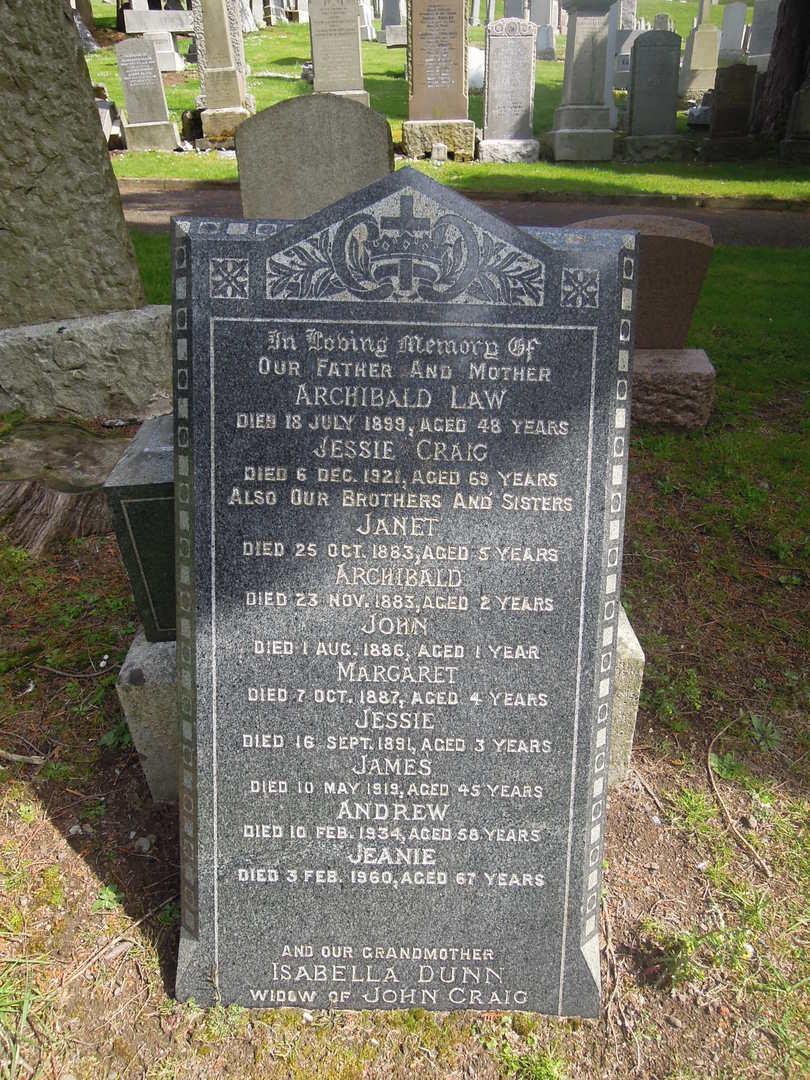 In Loving Memory Of
Our Father And Mother
Archibald Law
Died 18 July 1899, Aged 48 Years
Jessie Craig
Died 6 Dec. 1921, Aged 69 Years
Also Our Brothers And Sisters
Janet
Died 25 Oct. 1883, Aged 5 Years
Archibald
Died 23 Nov. 1883, Aged 2 Years
John
Died 1 Aug. 1886, Aged 1 Year
Margaret
Died 7 Oct. 1887, Aged 4 Years
Jessie
Died 16 Sept. 1891, Aged 3 Years
James
Died 10 May 1919, Aged 45 Years
Andrew
Died 10 Feb. 1934, Aged 58 Years
Jeanie
Died 3 Feb. 1960, Aged 67 Years
And Our Grandmother
Isabella Dunn
Widow of John Craig